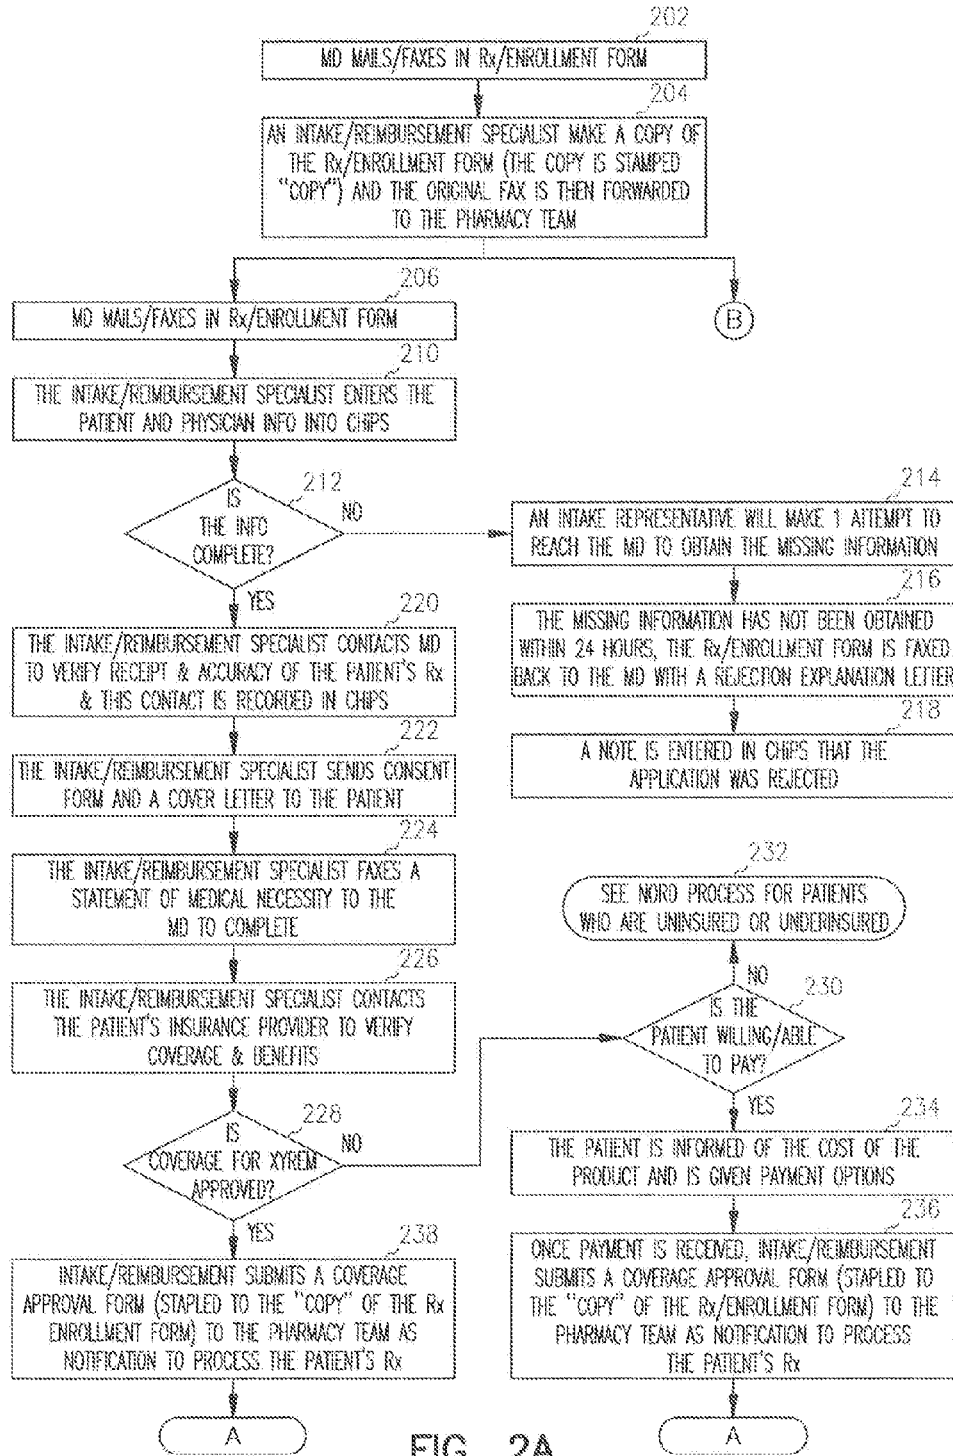 202
MD MAILS/FAXES IN Rx/ENROLLMENT FORM
204
AN INTAKE/REIMBURSEMENT SPECIALIST MAKE A COPY OF
THE Rx/ENROLLMENT FORM (THE COPY IS STAMPED
"COPY") AND THE ORIGINAL FAX IS THEN FORWARDED
TO THE PHARMACY TEAM
206
MD MAILS/FAXES IN Rx/ENROLLMENT FORM
B
210
THE INTAKE/REIMBURSEMENT SPECIALIST ENTERS THE
PATIENT AND PHYSICIAN INFO INTO CHIPS
212
IS
THE INFO
COMPLETE?
NO
YES
214
AN INTAKE REPRESENTATIVE WILL MAKE 1 ATTEMPT TO
REACH THE MD TO OBTAIN THE MISSING INFORMATION
216
THE MISSING INFORMATION HAS NOT BEEN OBTAINED
WITHIN 24 HOURS, THE Rx/ENROLLMENT FORM IS FAXED
BACK TO THE MD WITH A REJECTION EXPLANATION LETTER
218
A NOTE IS ENTERED IN CHIPS THAT THE
APPLICATION WAS REJECTED
220
THE INTAKE/REIMBURSEMENT SPECIALIST CONTACTS MD
TO VERIFY RECEIPT & ACCURACY OF THE PATIENT'S Rx
& THIS CONTACT IS RECORDED IN CHIPS
222
THE INTAKE/REIMBURSEMENT SPECIALIST SENDS CONSENT
FORM AND A COVER LETTER TO THE PATIENT
224
THE INTAKE/REIMBURSEMENT SPECIALIST FAXES A
STATEMENT OF MEDICAL NECESSITY TO THE
MD TO COMPLETE
226
THE INTAKE/REIMBURSEMENT SPECIALIST CONTACTS
THE PATIENT'S INSURANCE PROVIDER TO VERIFY
COVERAGE & BENEFITS
228
IS
COVERAGE FOR XYREM
APPROVED?
NO
YES
232
SEE NORD PROCESS FOR PATIENTS
WHO ARE UNINSURED OR UNDERINSURED
NO
230
IS THE
PATIENT WILLING/ABLE
TO PAY?
YES
234
THE PATIENT IS INFORMED OF THE COST OF THE
PRODUCT AND IS GIVEN PAYMENT OPTIONS
236
ONCE PAYMENT IS RECEIVED, INTAKE/REIMBURSEMENT
SUBMITS A COVERAGE APPROVAL FORM (STAPLED TO
THE "COPY" OF THE Rx/ENROLLMENT FORM) TO THE
PHARMACY TEAM AS NOTIFICATION TO PROCESS
THE PATIENT'S Rx
A
238
INTAKE/REIMBURSEMENT SUBMITS A COVERAGE
APPROVAL FORM (STAPLED TO THE "COPY" OF THE Rx
ENROLLMENT FORM) TO THE PHARMACY TEAM AS
NOTIFICATION TO PROCESS THE PATIENT'S Rx
A
FIG. 2A